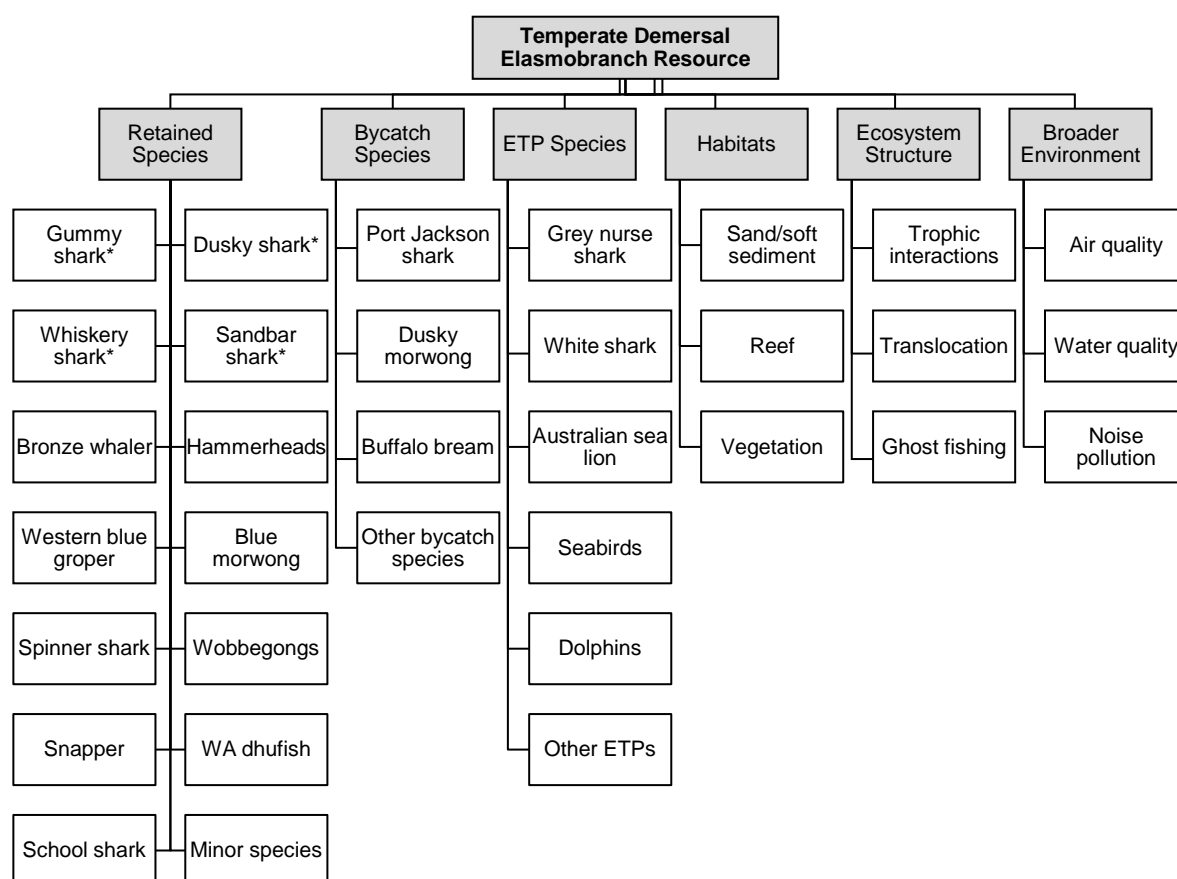 Temperate Demersal
Elasmobranch Resource
Retained
Species
Bycatch
Species
ETP Species
Habitats
Ecosystem
Structure
Broader
Environment
Gummy
shark*
Dusky shark*
Port Jackson
shark
Grey nurse
shark
Sand/soft
sediment
Trophic
interactions
Air quality
Whiskery
shark*
Sandbar
shark*
Dusky
morwong
White shark
Reef
Translocation
Water quality
Bronze whaler
Hammerheads
Buffalo bream
Australian sea
lion
Vegetation
Ghost fishing
Noise
pollution
Western blue
groper
Blue
morwong
Other bycatch
species
Seabirds
Spinner shark
Wobbegongs
Dolphins
Snapper
WA dhufish
Other ETPs
School shark
Minor species